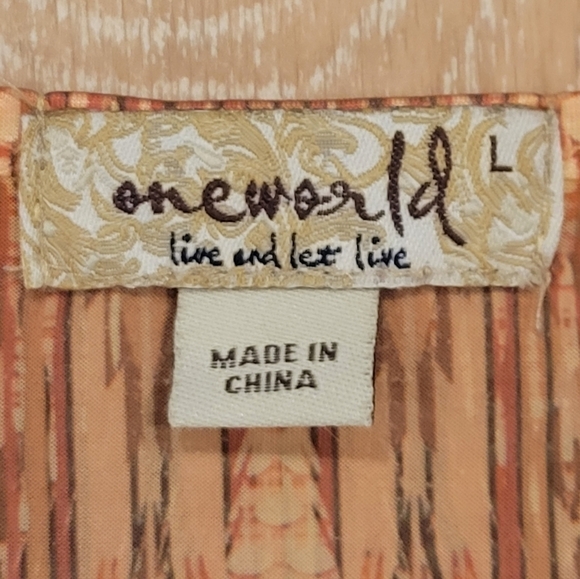 oneworld
L
live and let live
MADE IN
CHINA